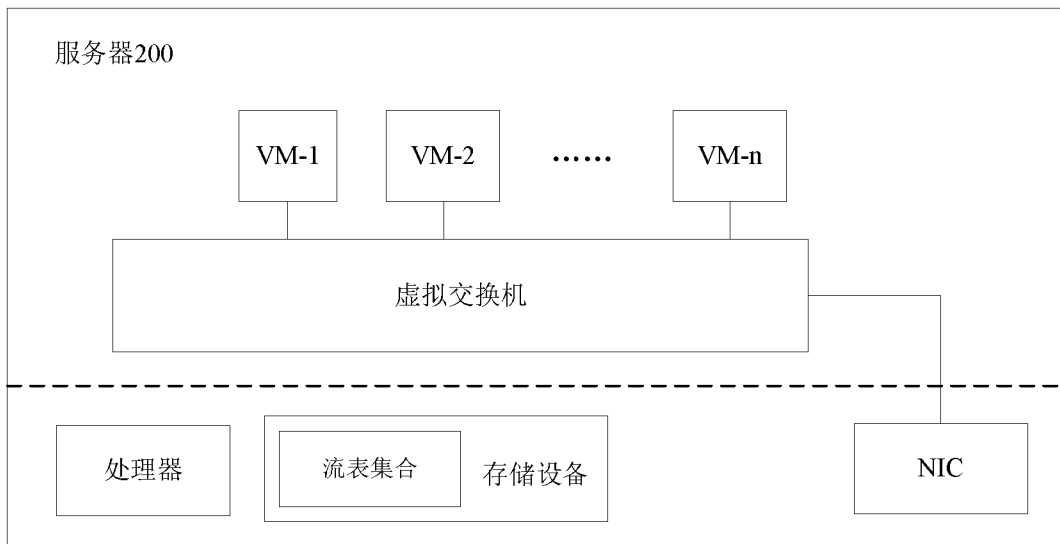 服务器200
VM-1
VM-2
……
VM-n
虚拟交换机
处理器
流表集合
存储设备
NIC